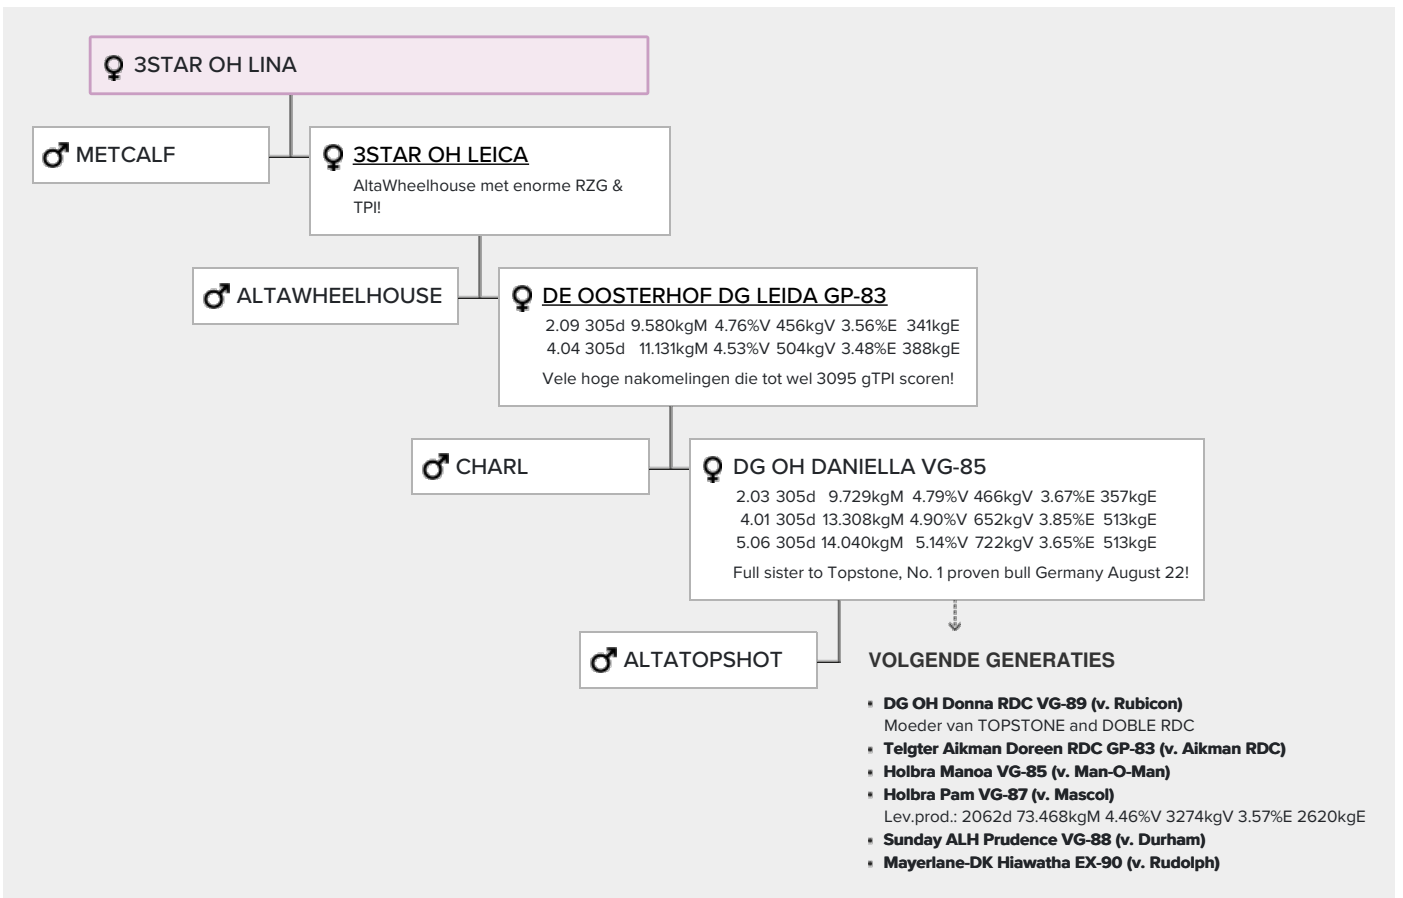 3STAR OH LINA
METCALF
3STAR OH LEICA
AltaWheelhouse met enorme RZG &
TPI!
ALTAWHEELHOUSE
DE OOSTERHOF DG LEIDA GP-83
2.09 305d 9.580kgM 4.76%V 456kgV 3.56%E 341kgE
4.04 305d 11.131kgM 4.53%V 504kgV 3.48%E 388kgE
Vele hoge nakomelingen die tot wel 3095 gTPI scoren!
CHARL
DG OH DANIELLA VG-85
2.03 305d 9.729kgM 4.79%V 466kgV 3.67%E 357kgE
4.01 305d 13.308kgM 4.90%V 652kgV 3.85%E 513kgE
5.06 305d 14.040kgM 5.14%V 722kgV 3.65%E 513kgE
Full sister to Topstone, No. 1 proven bull Germany August 22!
ALTATOPSHOT
VOLGENDE GENERATIES
DG OH Donna RDC VG-89 (v. Rubicon)
Moeder van TOPSTONE and DOBLE RDC
Telgter Aikman Doreen RDC GP-83 (v. Aikman RDC)
Holbra Manoa VG-85 (v. Man-O-Man)
Holbra Pam VG-87 (v. Mascol)
Lev.prod.: 2062d 73.468kgM 4.46%V 3274kgV 3.57%E 2620kgE
Sunday ALH Prudence VG-88 (v. Durham)
Mayerlane-DK Hiawatha EX-90 (v. Rudolph)